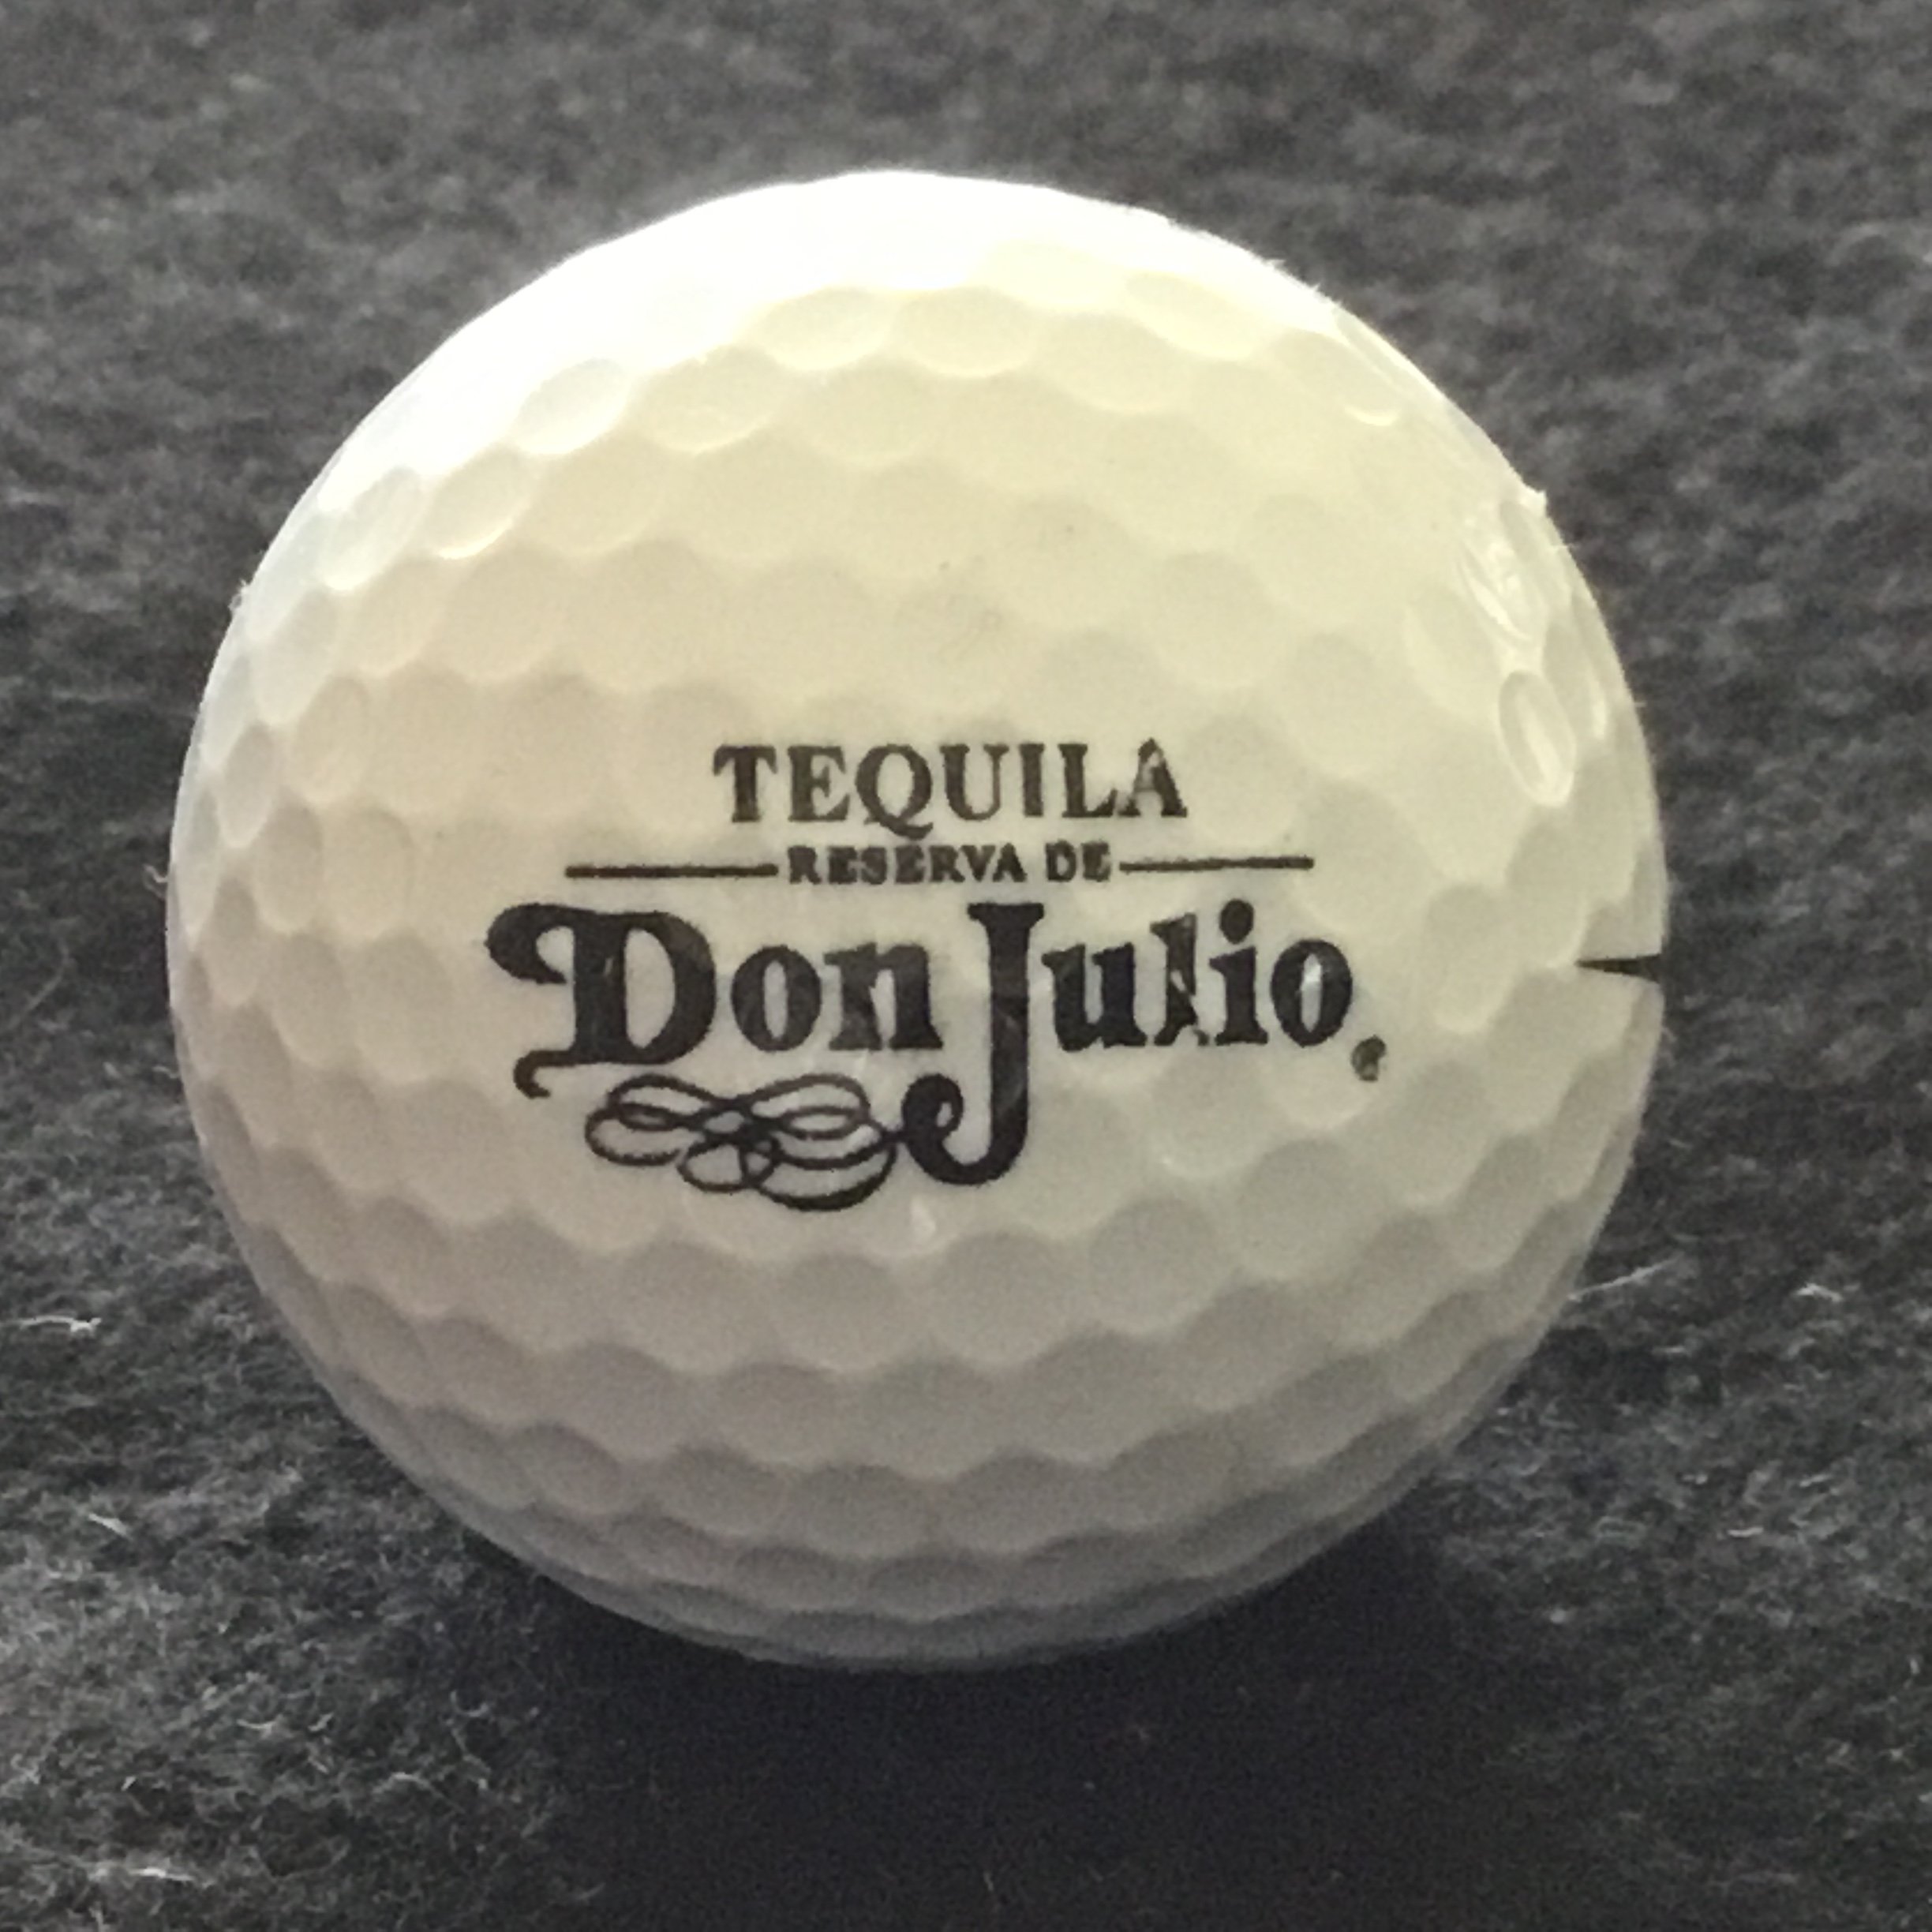 TEQUILA
RESERVA DE
Don Julio®